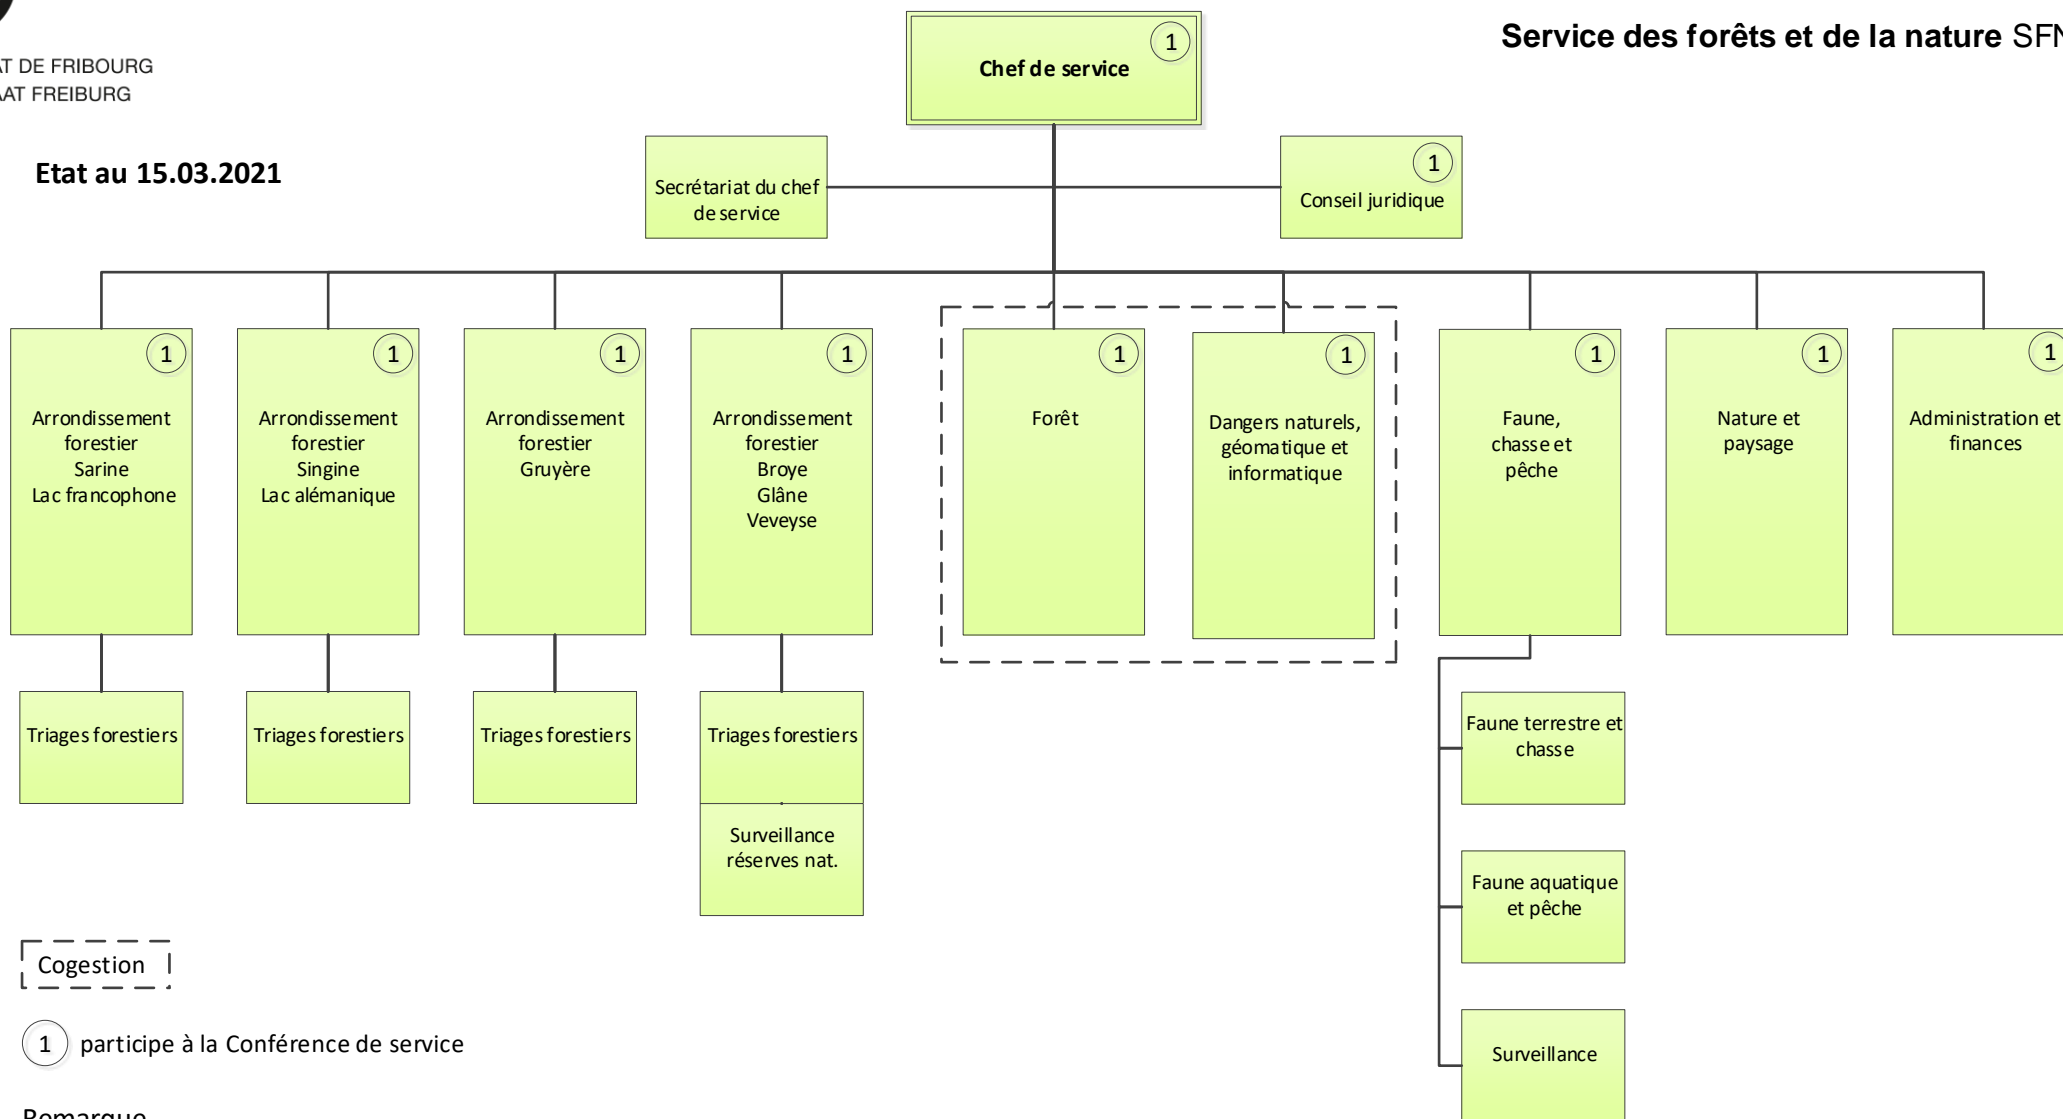 Service des forêts et de la nature SFN
AT DE FRIBOURG
AAT FREIBURG
Etat au 15.03.2021
1
Chef de service
Secrétariat du chef
de service
1
Conseil juridique
1
Arrondissement
forestier
Sarine
Lac francophone
1
Arrondissement
forestier
Singine
Lac alémanique
1
Arrondissement
forestier
Gruyère
1
Arrondissement
forestier
Broye
Glâne
Veveyse
1
Forêt
1
Dangers naturels,
géomatique et
informatique
1
Faune,
chasse et
pêche
1
Nature et
paysage
1
Administration et
finances
Triages forestiers
Triages forestiers
Triages forestiers
Triages forestiers
Surveillance
réserves nat.
Faune terrestre et
chasse
Faune aquatique
et pêche
Surveillance
Cogestion
1 participe à la Conférence de service
Remarque